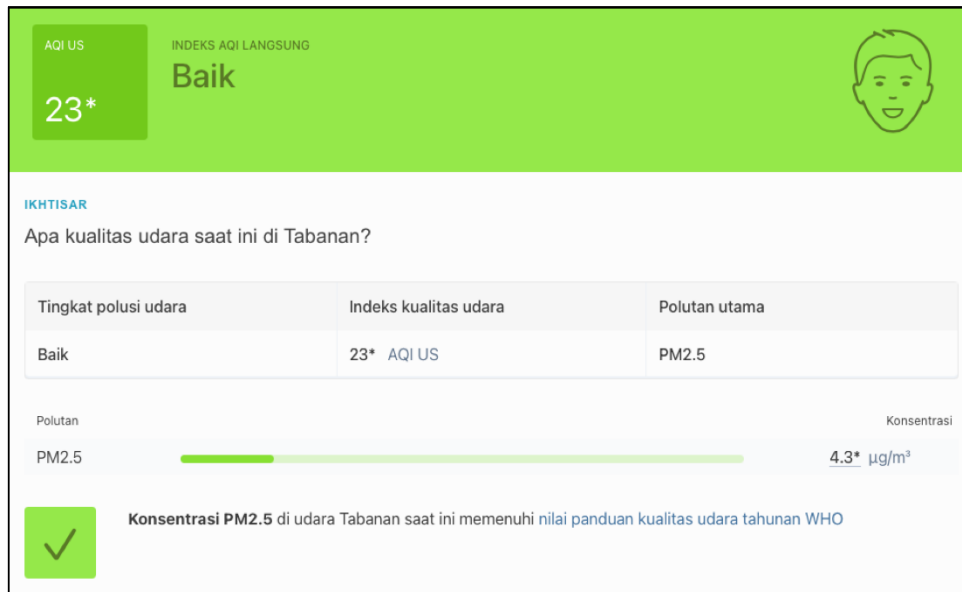 AQI US
INDEKS AQI LANGSUNG
Baik
23*
IKHTISAR
Apa kualitas udara saat ini di Tabanan?
Tingkat polusi udara Indeks kualitas udara Polutan utama
Baik 23* AQI US PM2.5
Polutan Konsentrasi
PM2.5 4.3* µg/m³
Konsentrasi PM2.5 di udara Tabanan saat ini memenuhi nilai panduan kualitas udara tahunan WHO